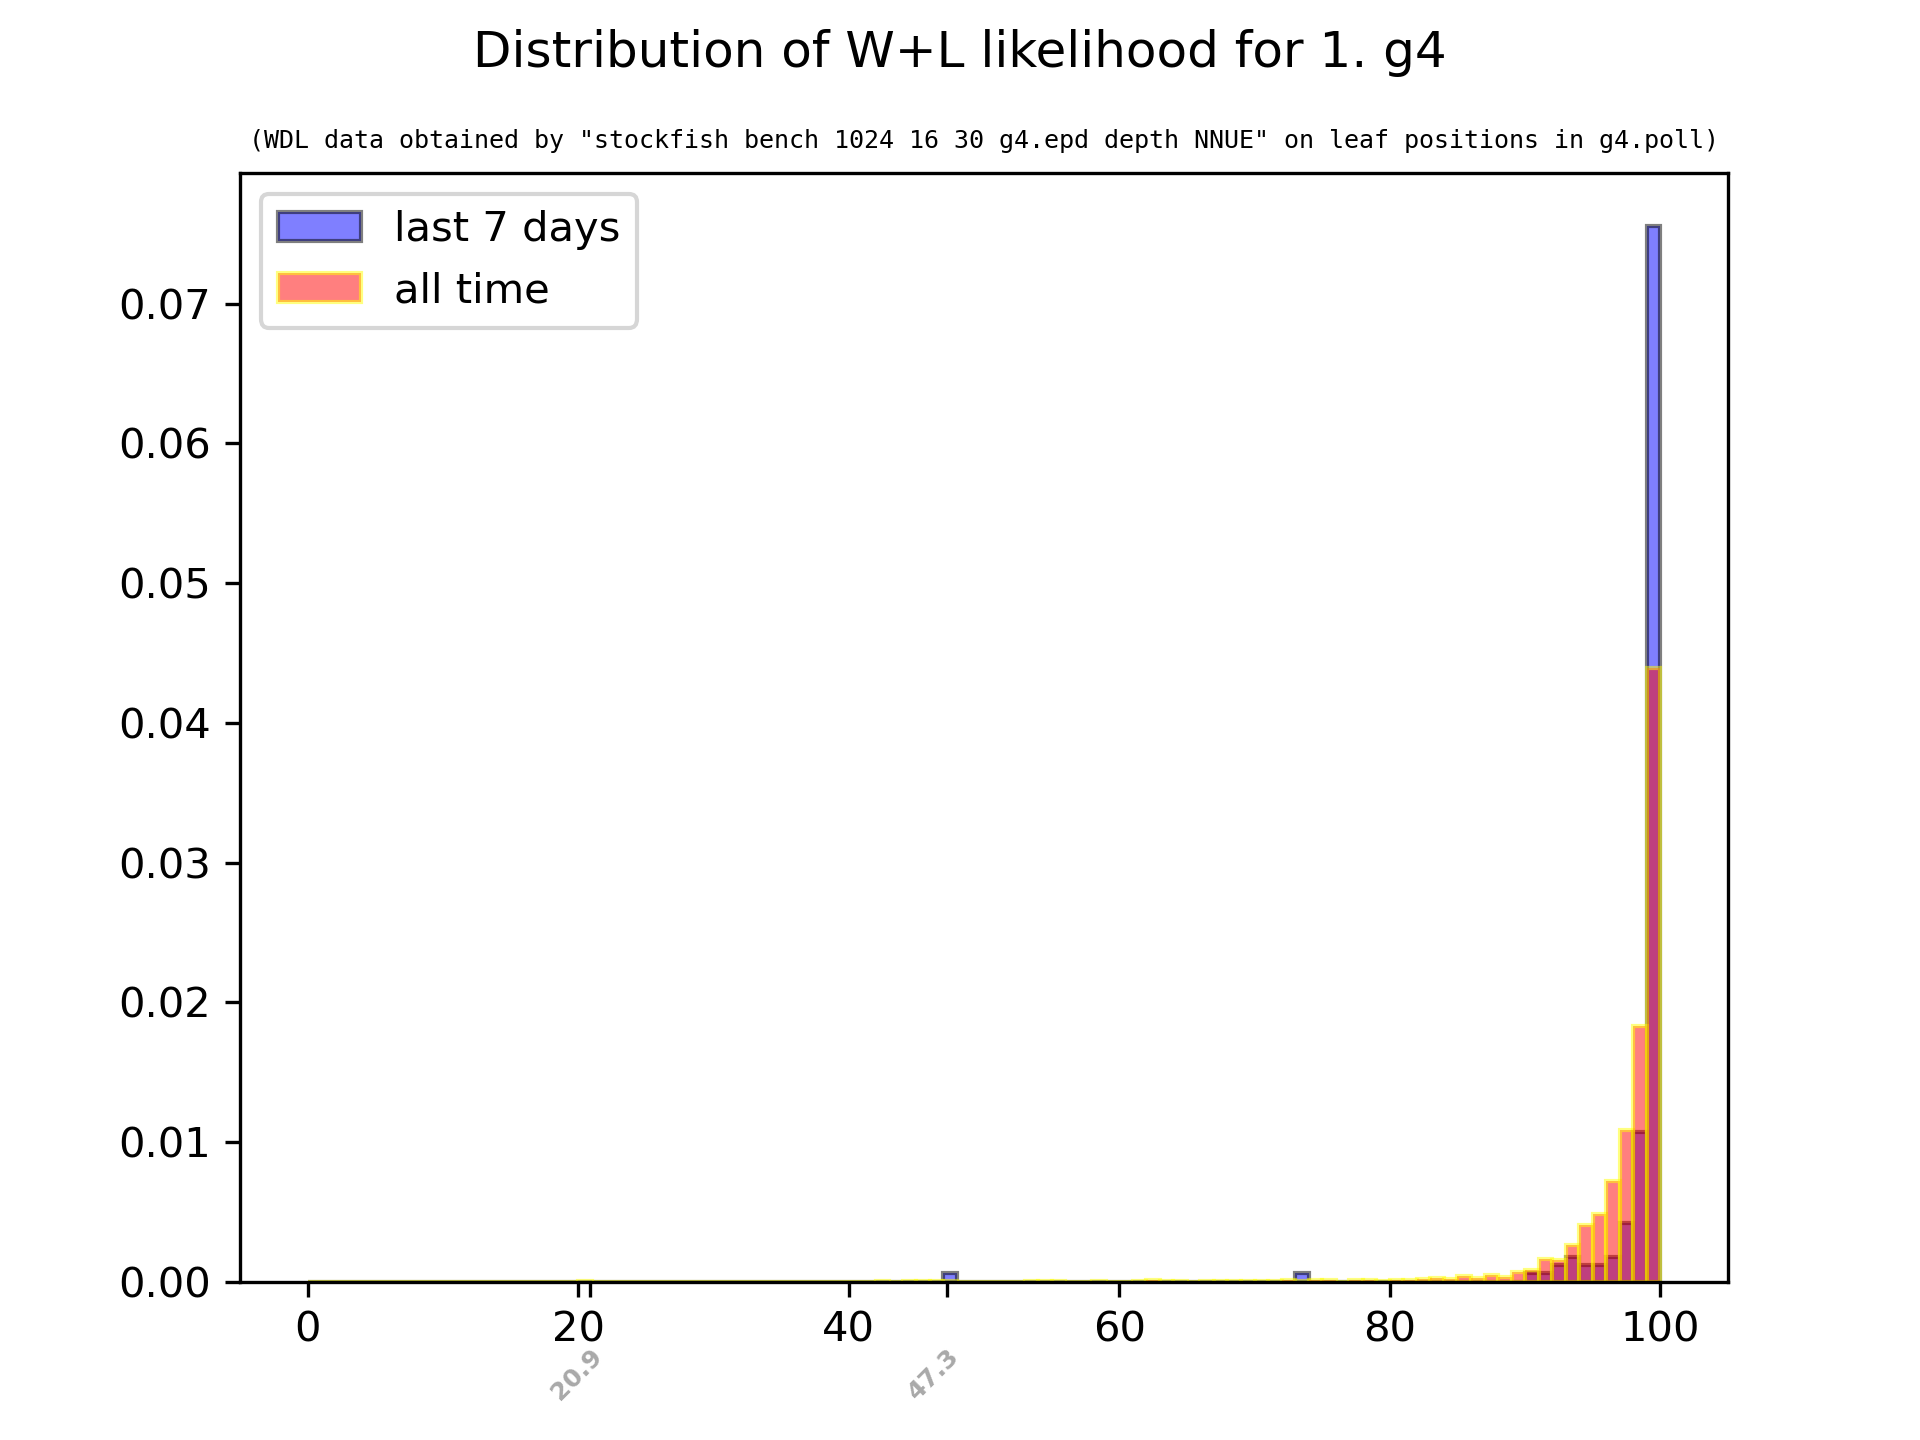 Distribution of W+L likelihood for 1. g4
(WDL data obtained by "stockfish bench 1024 16 30 g4.epd depth NNUE" on leaf positions in g4.poll)
last 7 days
all time
0.07
0.06
0.05
0.04
0.03
0.02
0.01
0.00
0 20 40 60 80 100
20.9 47.3